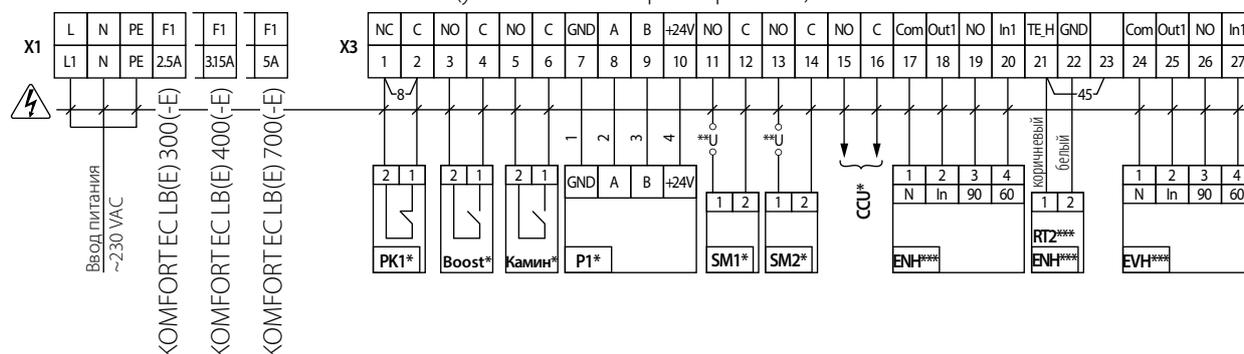 X1
L N PE F1 F1 F1
L1 N PE 2.5A 3.15A 5A
Ввод питания
~230 VAC
KOMFORT EC LB(E) 300(-E)
KOMFORT EC LB(E) 400(-E)
KOMFORT EC LB(E) 700(-E)
X3
NC C NO C NO C GND A B +24V NO C NO C NO C Com Out1 NO In1 TE_H GND Com Out1 NO In1
1 2 3 4 5 6 7 8 9 10 11 12 13 14 15 16 17 18 19 20 21 22 23 24 25 26 27
8 45
1 2 3 4
**U **U
коричневый
белый
2 1 2 1 2 1
GND A B +24V
1 2 1 2
CCU*
1 2 3 4
N In 90 60
1 2
1 2 3 4
N In 90 60
RT2***
PK1* Boost* Камин* P1* SM1* SM2* ENH*** ENH*** EVH***